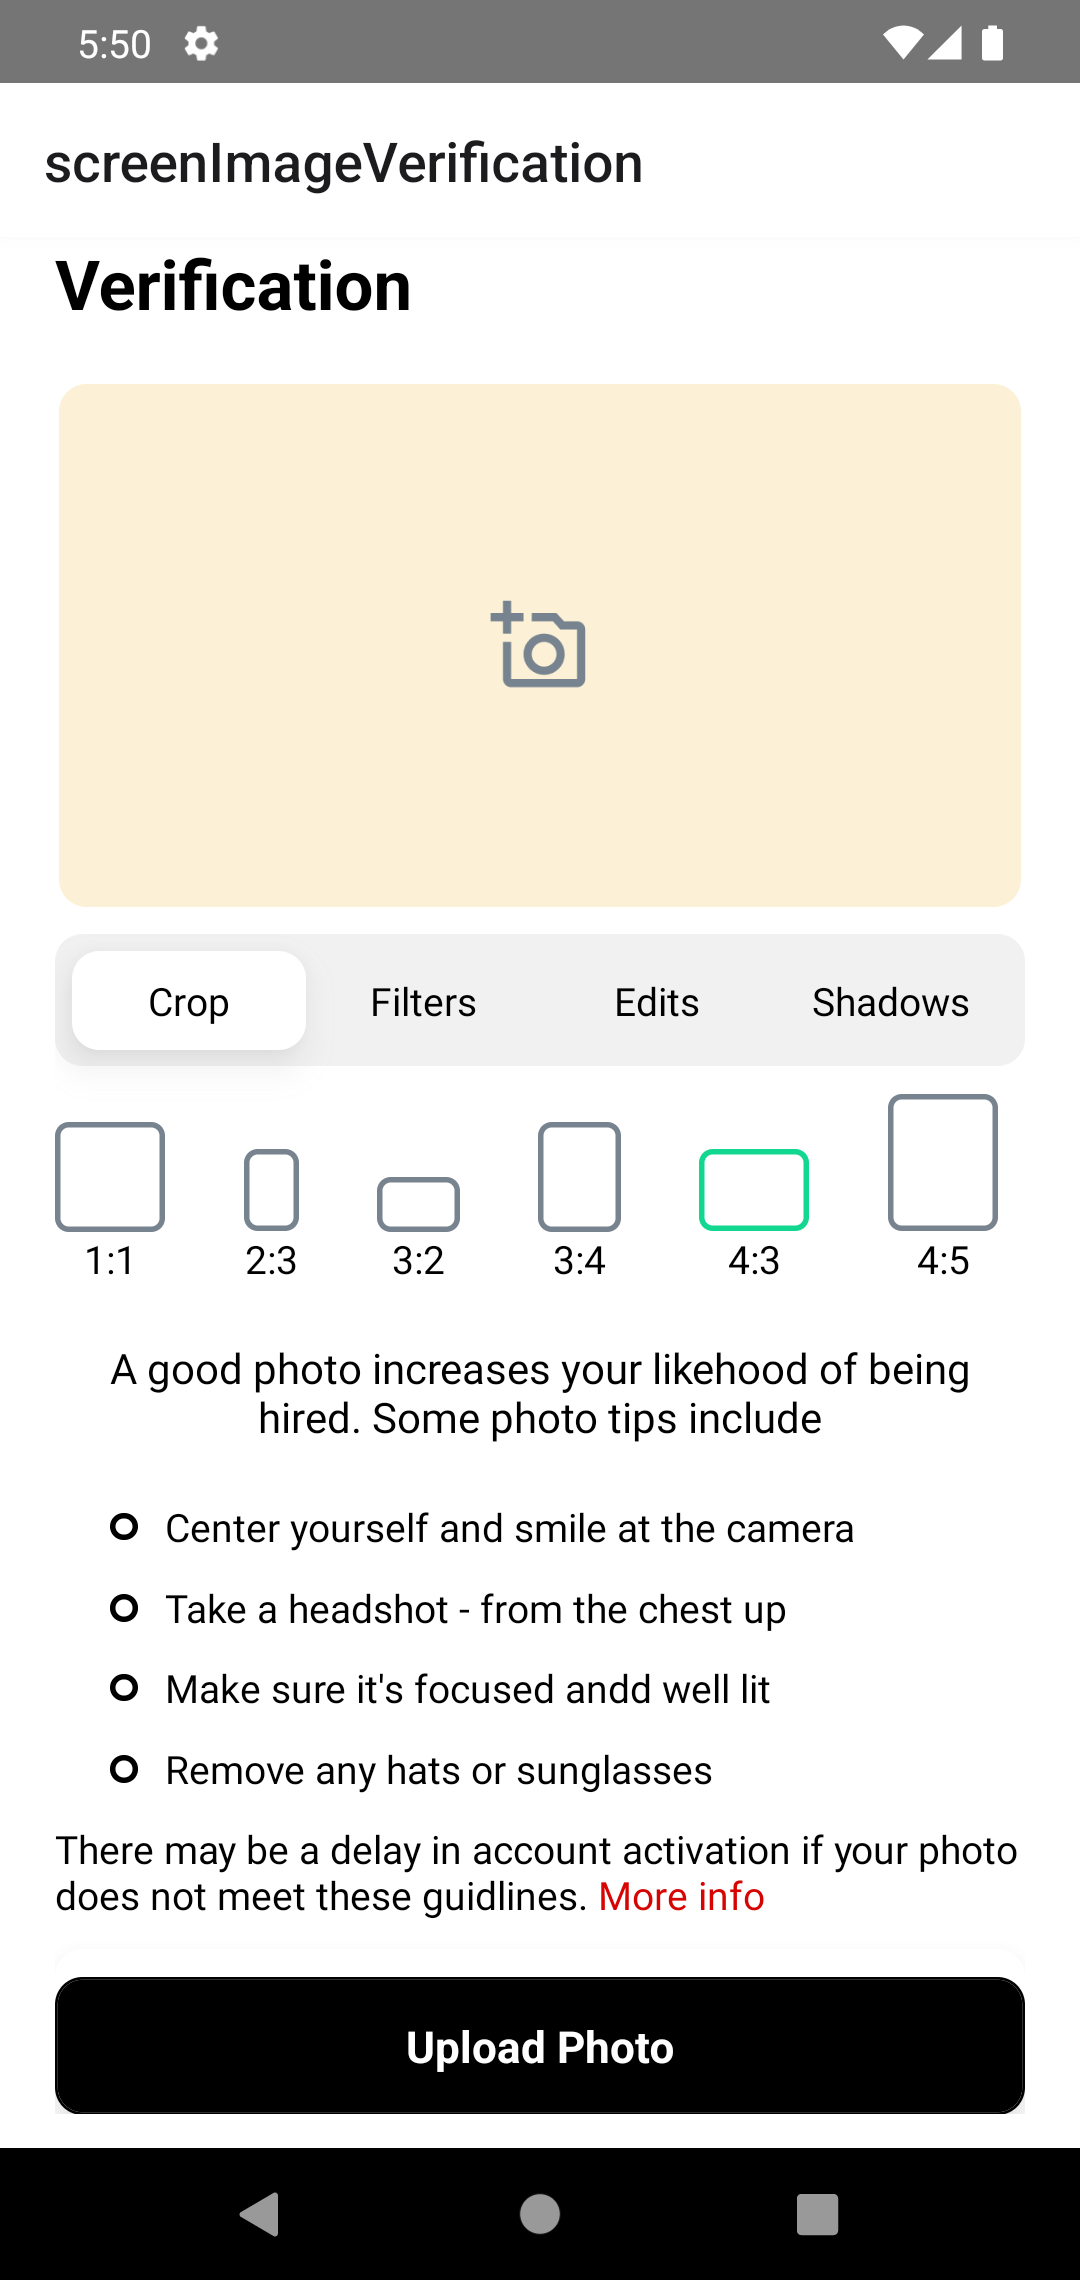 5:50
screenImageVerification
Verification
Crop Filters Edits Shadows
1:1 2:3 3:2 3:4 4:3 4:5
A good photo increases your likehood of being
hired. Some photo tips include
Center yourself and smile at the camera
Take a headshot - from the chest up
Make sure it's focused andd well lit
Remove any hats or sunglasses
There may be a delay in account activation if your photo
does not meet these guidlines. More info
Upload Photo